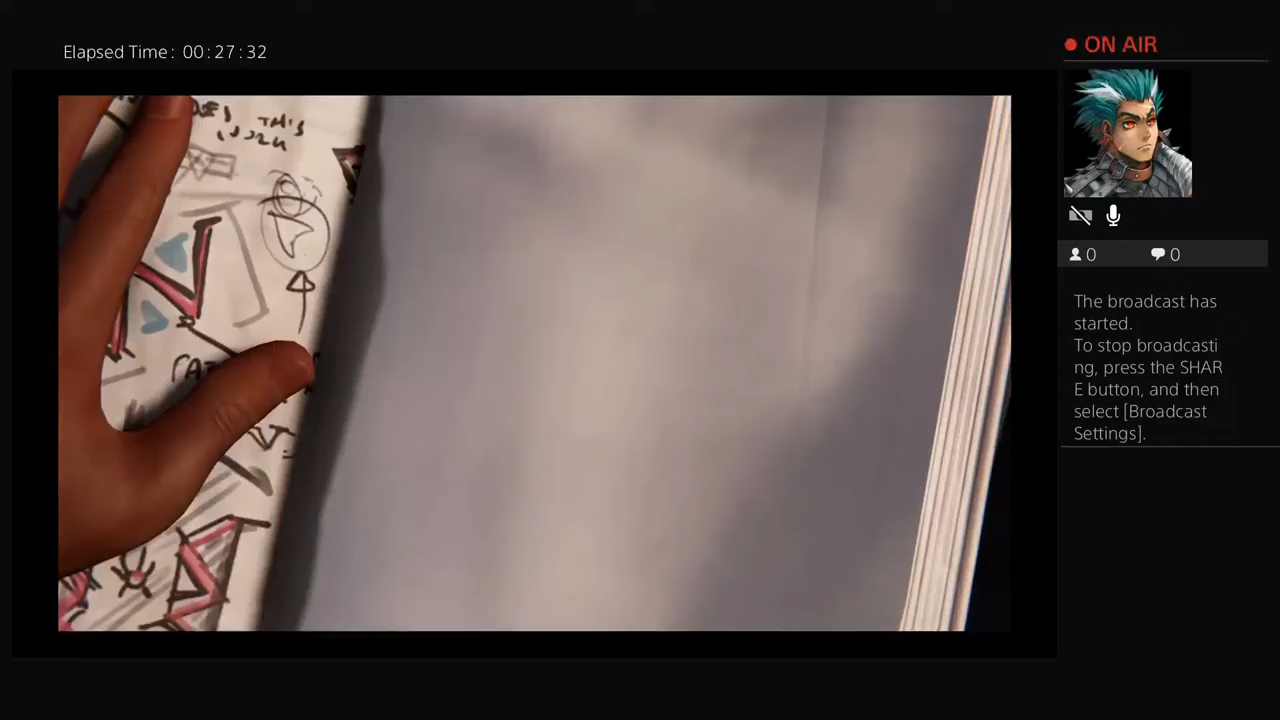 Elapsed Time: 00:27:32
ON AIR
THIS
0
0
The broadcast has
started.
To stop broadcasti
ng, press the SHAR
E button, and then
select [Broadcast
Settings].